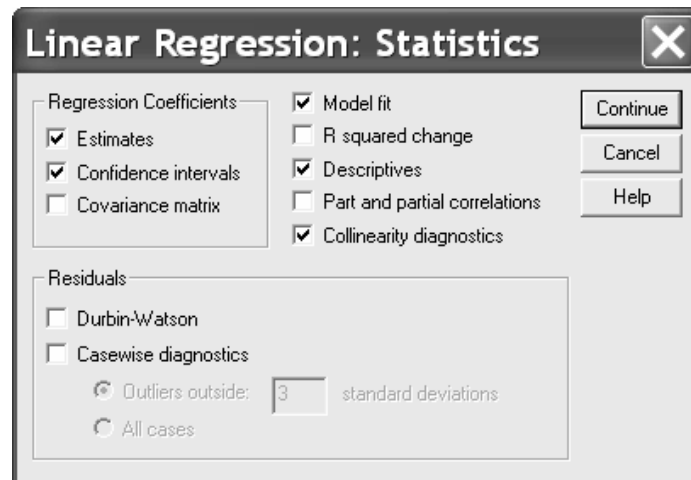 Linear Regression: Statistics
Regression Coefficients
Estimates
Confidence intervals
Covariance matrix
Model fit
R squared change
Descriptives
Part and partial correlations
Collinearity diagnostics
Continue
Cancel
Help
Residuals
Durbin-Watson
Casewise diagnostics
Outliers outside: 3 standard deviations
All cases